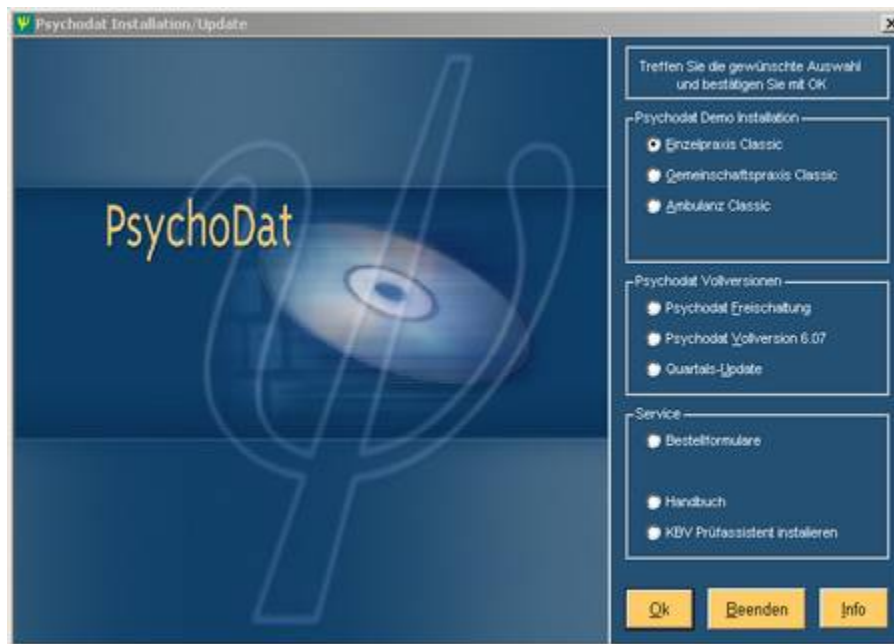 Psychodat Installation/Update
PsychoDat
Treffen Sie die gewünschte Auswahl
und bestätigen Sie mit OK
Psychodat Demo Installation
Einzelpraxis Classic
Gemeinschaftspraxis Classic
Ambulanz Classic
Psychodat Vollversionen
Psychodat Freischaltung
Psychodat Vollversion 6.07
Quartals-Update
Service
Bestellformulare
Handbuch
KBV Prüfassistent instalieren
Ok
Beenden
Info